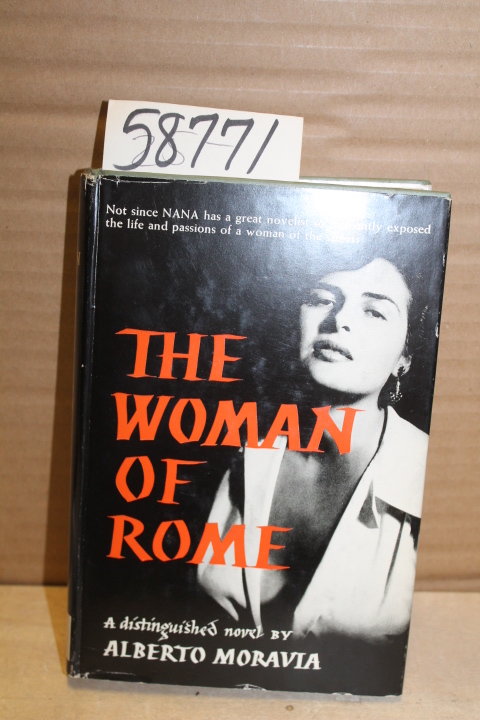 58771
Not since NANA has a great novelist exposed
the life and passions of a woman of the
THE
WOMAN
OF
ROME
A distinguished novel BY
ALBERTO MORAVIA